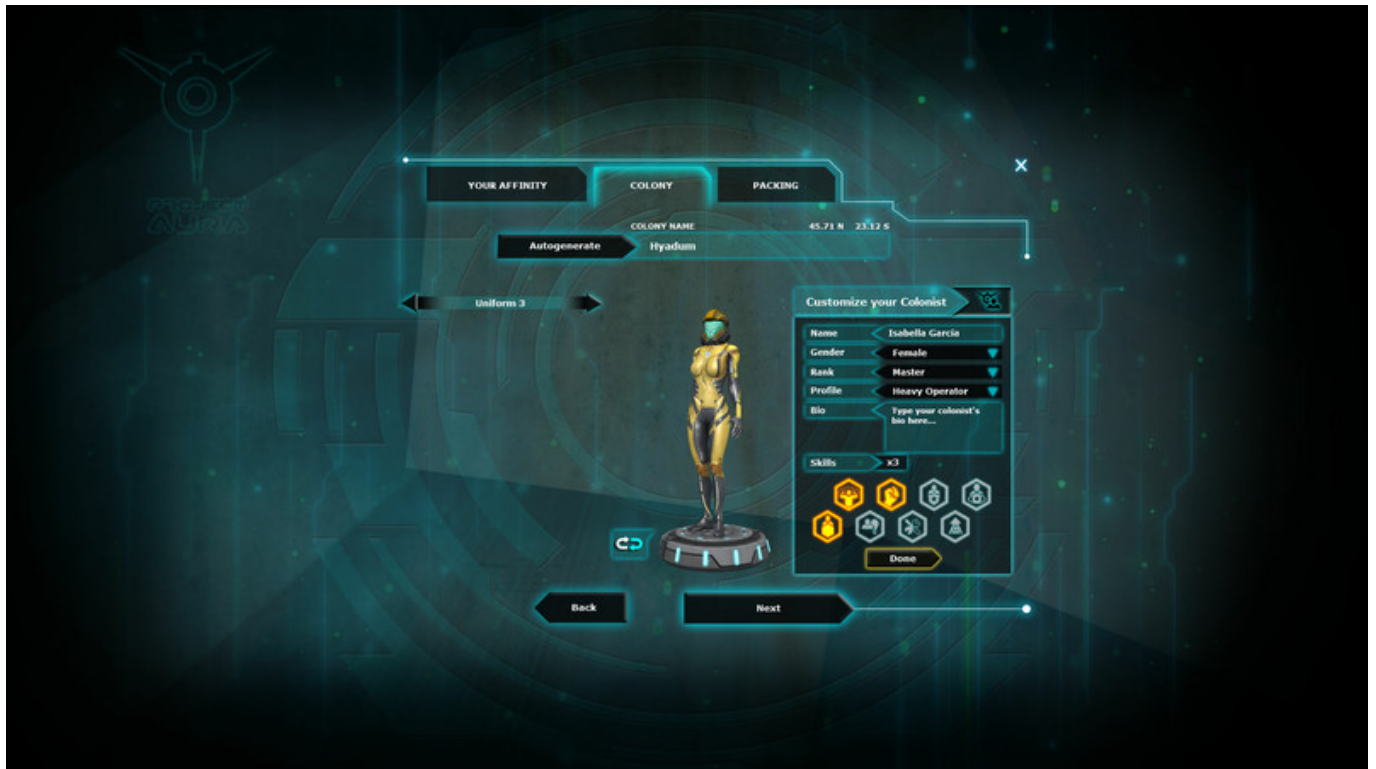 PROJECT
AURA
YOUR AFFINITY
COLONY
PACKING
X
COLONY NAME
45.71 N 23.12 S
Autogenerate
Hyadum
Uniform 3
Customize your Colonist
Name
Isabella Garcia
Gender
Female
Rank
Master
Profile
Heavy Operator
Bio
Type your colonist's
bio here...
Skills
x3
Done
Back
Next